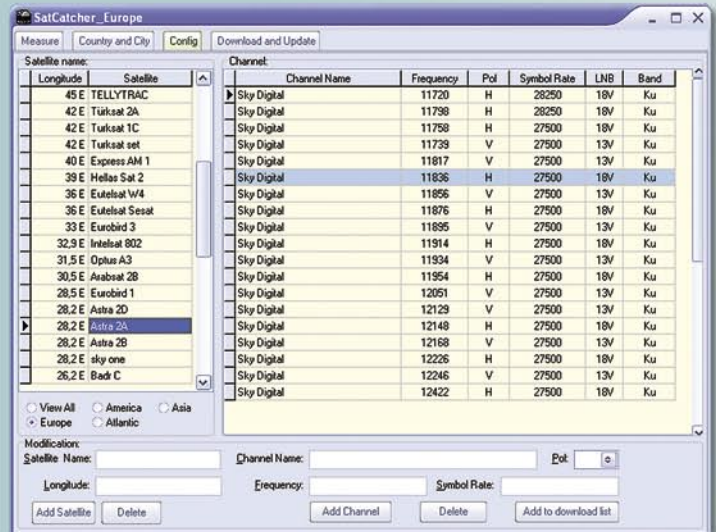 SatCatcher_Europe
Measure Country and City Config Download and Update
Satellite name:
Longitude Satellite
45 E TELLYTRAC
42 E Türksat 2A
42 E Turksat 1C
42 E Turksat set
40 E Express AM 1
39 E Hellas Sat 2
36 E Eutelsat W4
36 E Eutelsat Sesat
33 E Eurobird 3
32,9 E Intelsat 802
31,5 E Optus A3
30,5 E Arabsat 2B
28,5 E Eurobird 1
28,2 E Astra 2D
28,2 E Astra 2A
28,2 E Astra 2B
28,2 E sky one
26,2 E Badr C
View All America Asia
Europe Atlantic
Channel:
Channel Name Frequency Pol Symbol Rate LNB Band
Sky Digital 11720 H 28250 18V Ku
Sky Digital 11798 H 28250 18V Ku
Sky Digital 11758 H 27500 18V Ku
Sky Digital 11739 V 27500 13V Ku
Sky Digital 11817 V 27500 13V Ku
Sky Digital 11836 H 27500 18V Ku
Sky Digital 11856 V 27500 13V Ku
Sky Digital 11876 H 27500 18V Ku
Sky Digital 11895 V 27500 13V Ku
Sky Digital 11914 H 27500 18V Ku
Sky Digital 11934 V 27500 13V Ku
Sky Digital 11954 H 27500 18V Ku
Sky Digital 12051 V 27500 13V Ku
Sky Digital 12129 V 27500 13V Ku
Sky Digital 12148 H 27500 18V Ku
Sky Digital 12168 V 27500 13V Ku
Sky Digital 12226 H 27500 18V Ku
Sky Digital 12246 V 27500 13V Ku
Sky Digital 12422 H 27500 18V Ku
Modification:
Satellite Name: Channel Name: Pol:
Longitude: Frequency: Symbol Rate:
Add Satellite Delete Add Channel Delete Add to download list